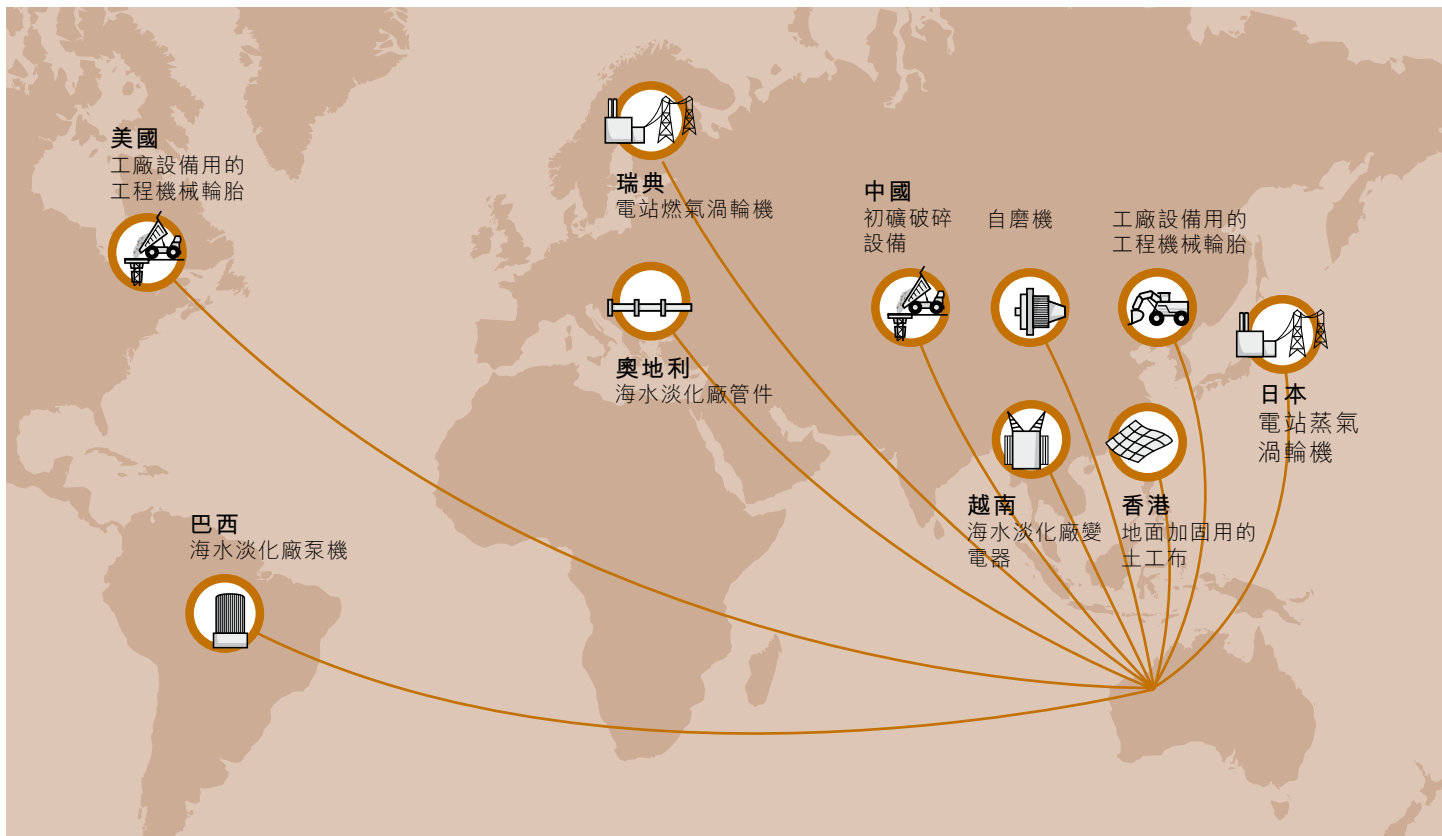 美國
工廠設備用的
工程機械輪胎
瑞典
電站燃氣渦輪機
中國
初礦破碎
設備
自磨機
工廠設備用的
工程機械輪胎
奧地利
海水淡化廠管件
日本
電站蒸氣
渦輪機
越南
海水淡化廠變
電器
香港
地面加固用的
土工布
巴西
海水淡化廠泵機